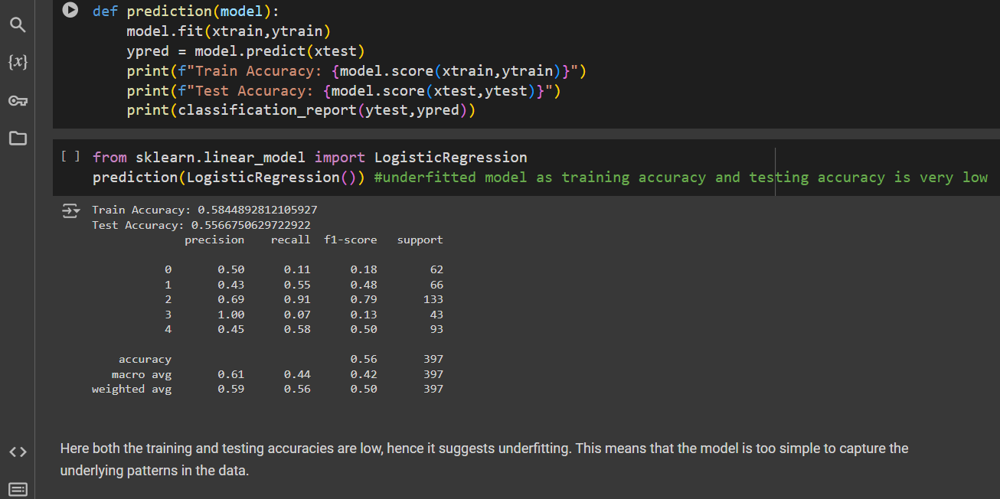 def prediction(model):
    model.fit(xtrain,ytrain)
    ypred = model.predict(xtest)
    print(f"Train Accuracy: {model.score(xtrain,ytrain)}")
    print(f"Test Accuracy: {model.score(xtest,ytest)}")
    print(classification_report(ytest,ypred))
{x}
[ ] from sklearn.linear_model import LogisticRegression
prediction(LogisticRegression()) #underfitted model as training accuracy and testing accuracy is very low
Train Accuracy: 0.5844892812105927
Test Accuracy: 0.5566750629722922
              precision    recall  f1-score   support
           0       0.50      0.11      0.18        62
           1       0.43      0.55      0.48        66
           2       0.69      0.91      0.79       133
           3       1.00      0.07      0.13        43
           4       0.45      0.58      0.50        93
    accuracy                           0.56       397
   macro avg       0.61      0.44      0.42       397
weighted avg       0.59      0.56      0.50       397
Here both the training and testing accuracies are low, hence it suggests underfitting. This means that the model is too simple to capture the
underlying patterns in the data.